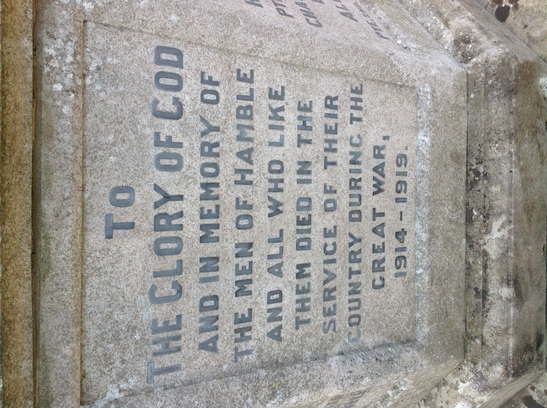 TO
THE GLORY OF GOD
AND IN MEMORY OF
THE MEN OF HAMBLE
AND ALL WHO LIKE
THEM DIED IN THE
SERVICE OF THEIR
COUNTRY DURING THE
GREAT WAR,
1914-1919.